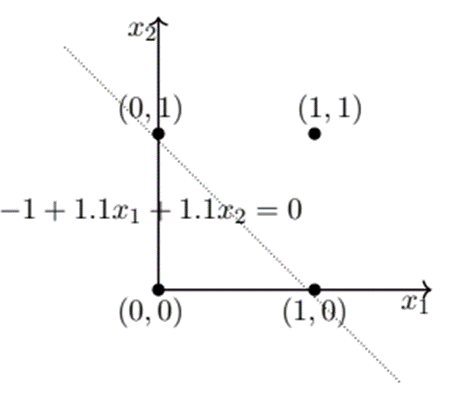 x₂
(0, 1) (1, 1)
−1 + 1.1x₁ + 1.1x₂ = 0
(0, 0) (1, 0) x₁